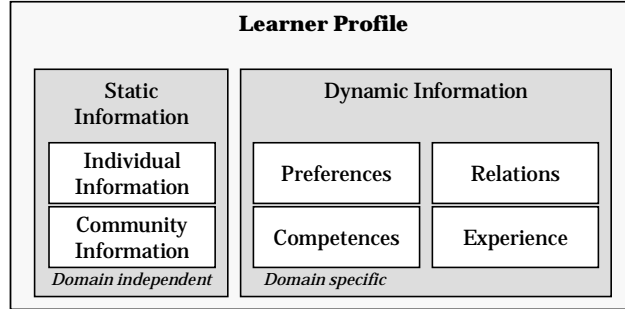 Learner Profile
Static
Information
Individual
Information
Community
Information
Domain independent
Dynamic Information
Preferences
Relations
Competences
Experience
Domain specific